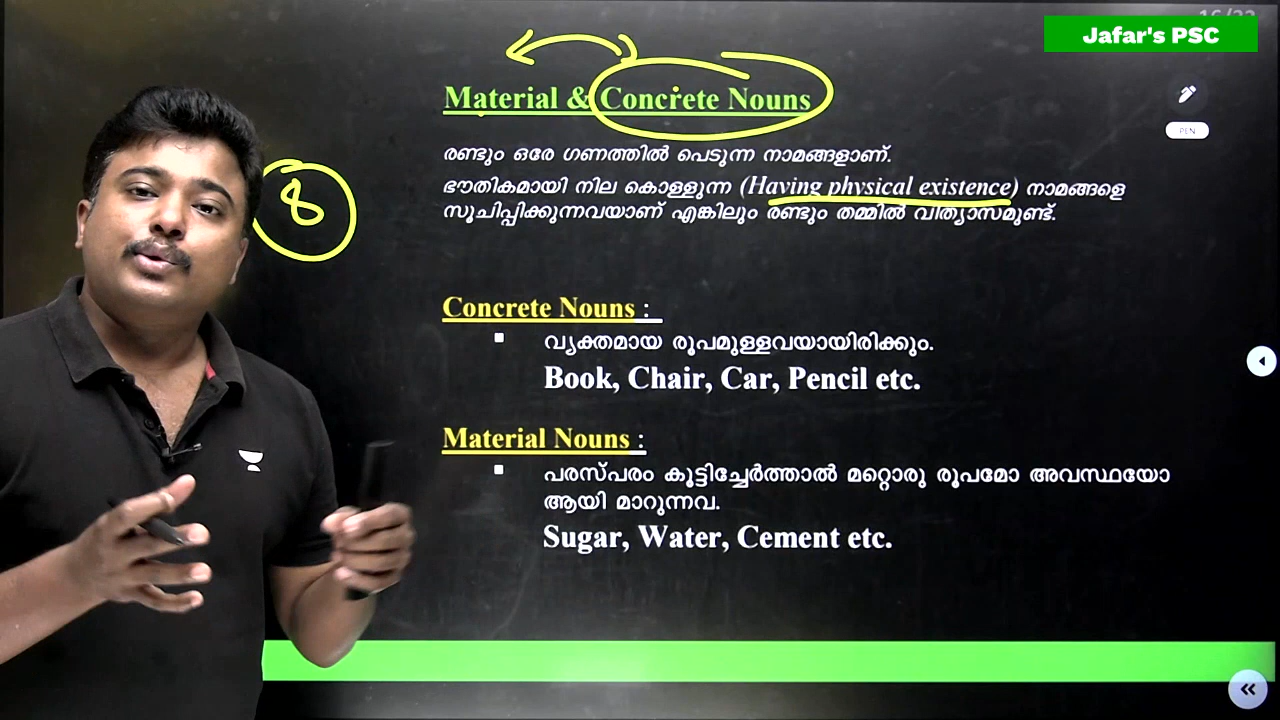 Jafar's PSC
PEN
Material & Concrete Nouns
രണ്ടും ഒരേ ഗണത്തിൽ പെടുന്ന നാമങ്ങളാണ്.
8
ഭൗതികമായി നില കൊള്ളുന്ന (Having physical existence) നാമങ്ങളെ
സൂചിപ്പിക്കുന്നവയാണ് എങ്കിലും രണ്ടും തമ്മിൽ വിത്യാസമുണ്ട്.
Concrete Nouns :
വ്യക്തമായ രൂപമുള്ളവയായിരിക്കും.
Book, Chair, Car, Pencil etc.
Material Nouns :
പരസ്പരം കൂട്ടിച്ചേർത്താൽ മറ്റൊരു രൂപമോ അവസ്ഥയോ
ആയി മാറുന്നവ.
Sugar, Water, Cement etc.